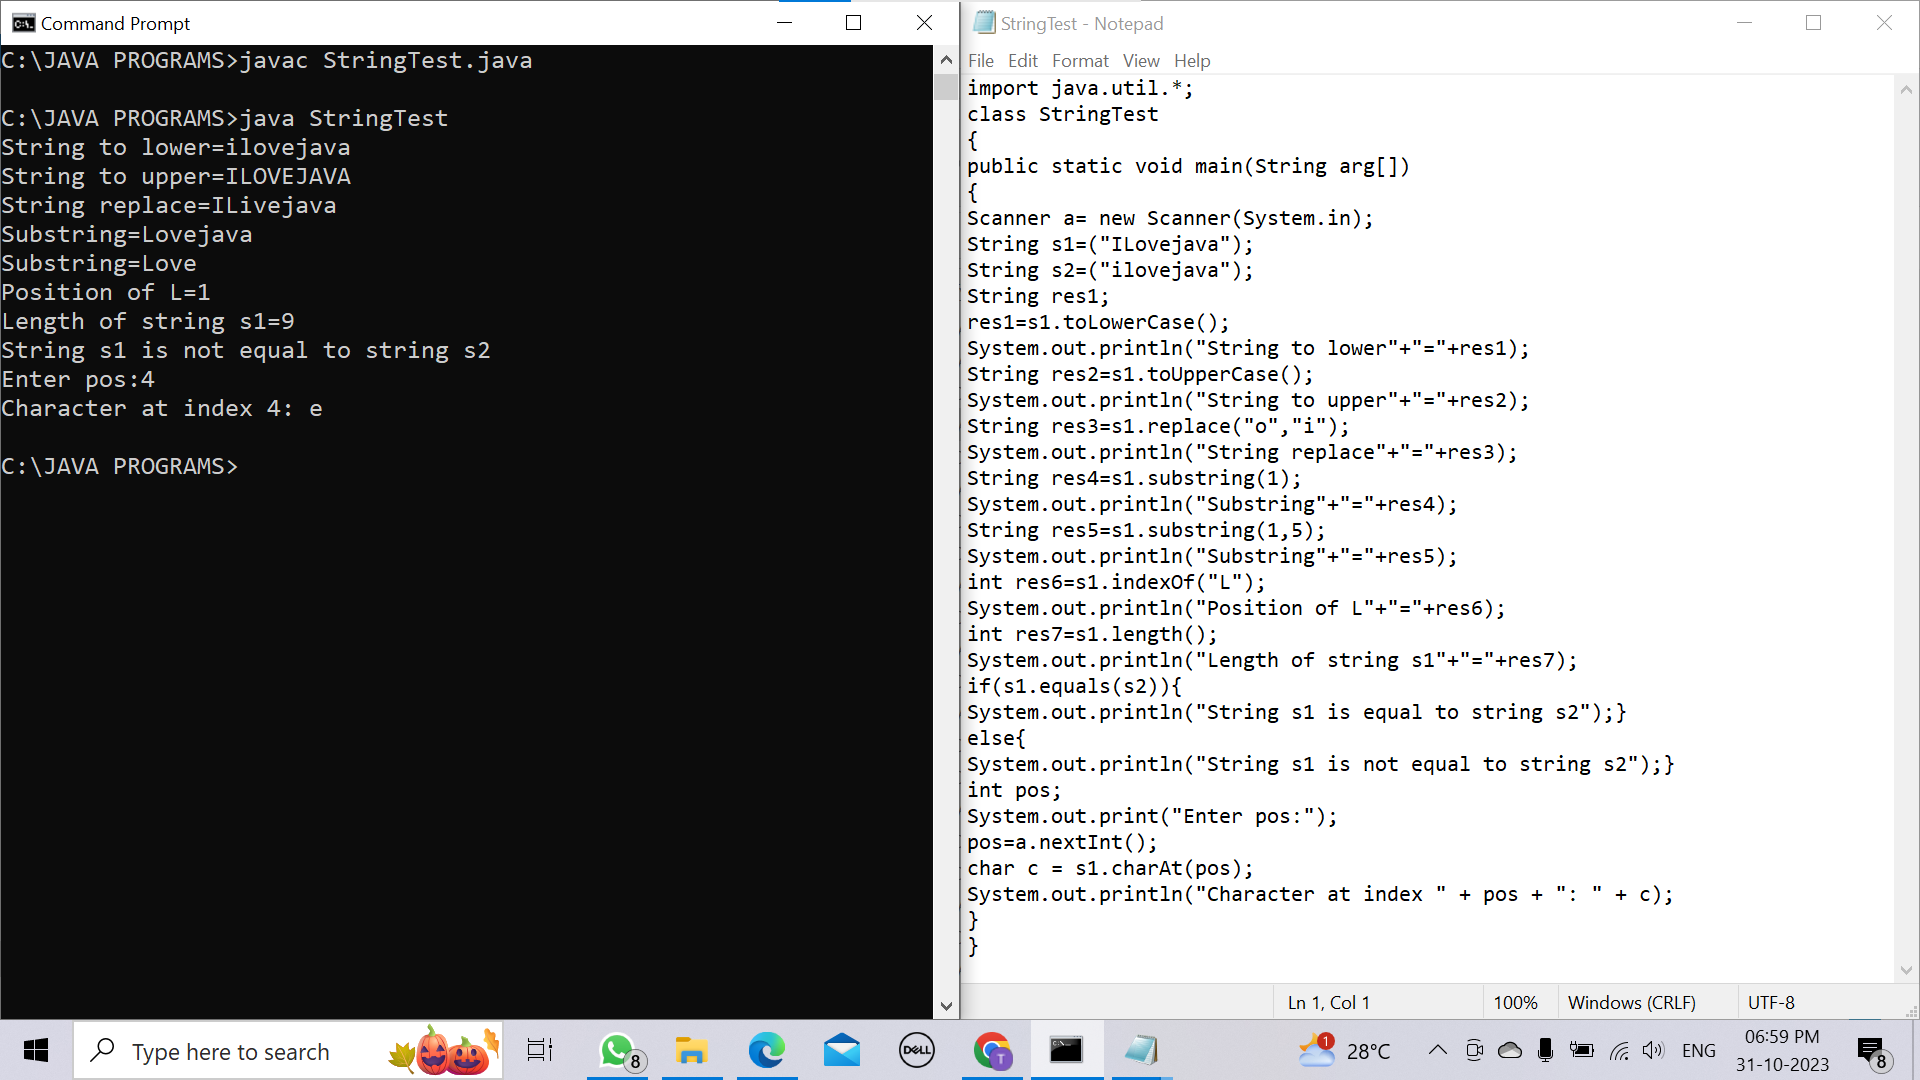 Command Prompt
C:\JAVA PROGRAMS>javac StringTest.java
C:\JAVA PROGRAMS>java StringTest
String to lower=ilovejava
String to upper=ILOVEJAVA
String replace=ILivejava
Substring=Lovejava
Substring=Love
Position of L=1
Length of string s1=9
String s1 is not equal to string s2
Enter pos:4
Character at index 4: e
C:\JAVA PROGRAMS>
StringTest - Notepad
File Edit Format View Help
import java.util.*;
class StringTest
{
public static void main(String arg[])
{
Scanner a= new Scanner(System.in);
String s1=("ILovejava");
String s2=("ilovejava");
String res1;
res1=s1.toLowerCase();
System.out.println("String to lower"+"="+res1);
String res2=s1.toUpperCase();
System.out.println("String to upper"+"="+res2);
String res3=s1.replace("o","i");
System.out.println("String replace"+"="+res3);
String res4=s1.substring(1);
System.out.println("Substring"+"="+res4);
String res5=s1.substring(1,5);
System.out.println("Substring"+"="+res5);
int res6=s1.indexOf("L");
System.out.println("Position of L"+"="+res6);
int res7=s1.length();
System.out.println("Length of string s1"+"="+res7);
if(s1.equals(s2)){
System.out.println("String s1 is equal to string s2");}
else{
System.out.println("String s1 is not equal to string s2");}
int pos;
System.out.print("Enter pos:");
pos=a.nextInt();
char c = s1.charAt(pos);
System.out.println("Character at index " + pos + ": " + c);
}
}
Ln 1, Col 1 100% Windows (CRLF) UTF-8
Type here to search
8
DELL
T
1
28°C
ENG
06:59 PM
31-10-2023
8